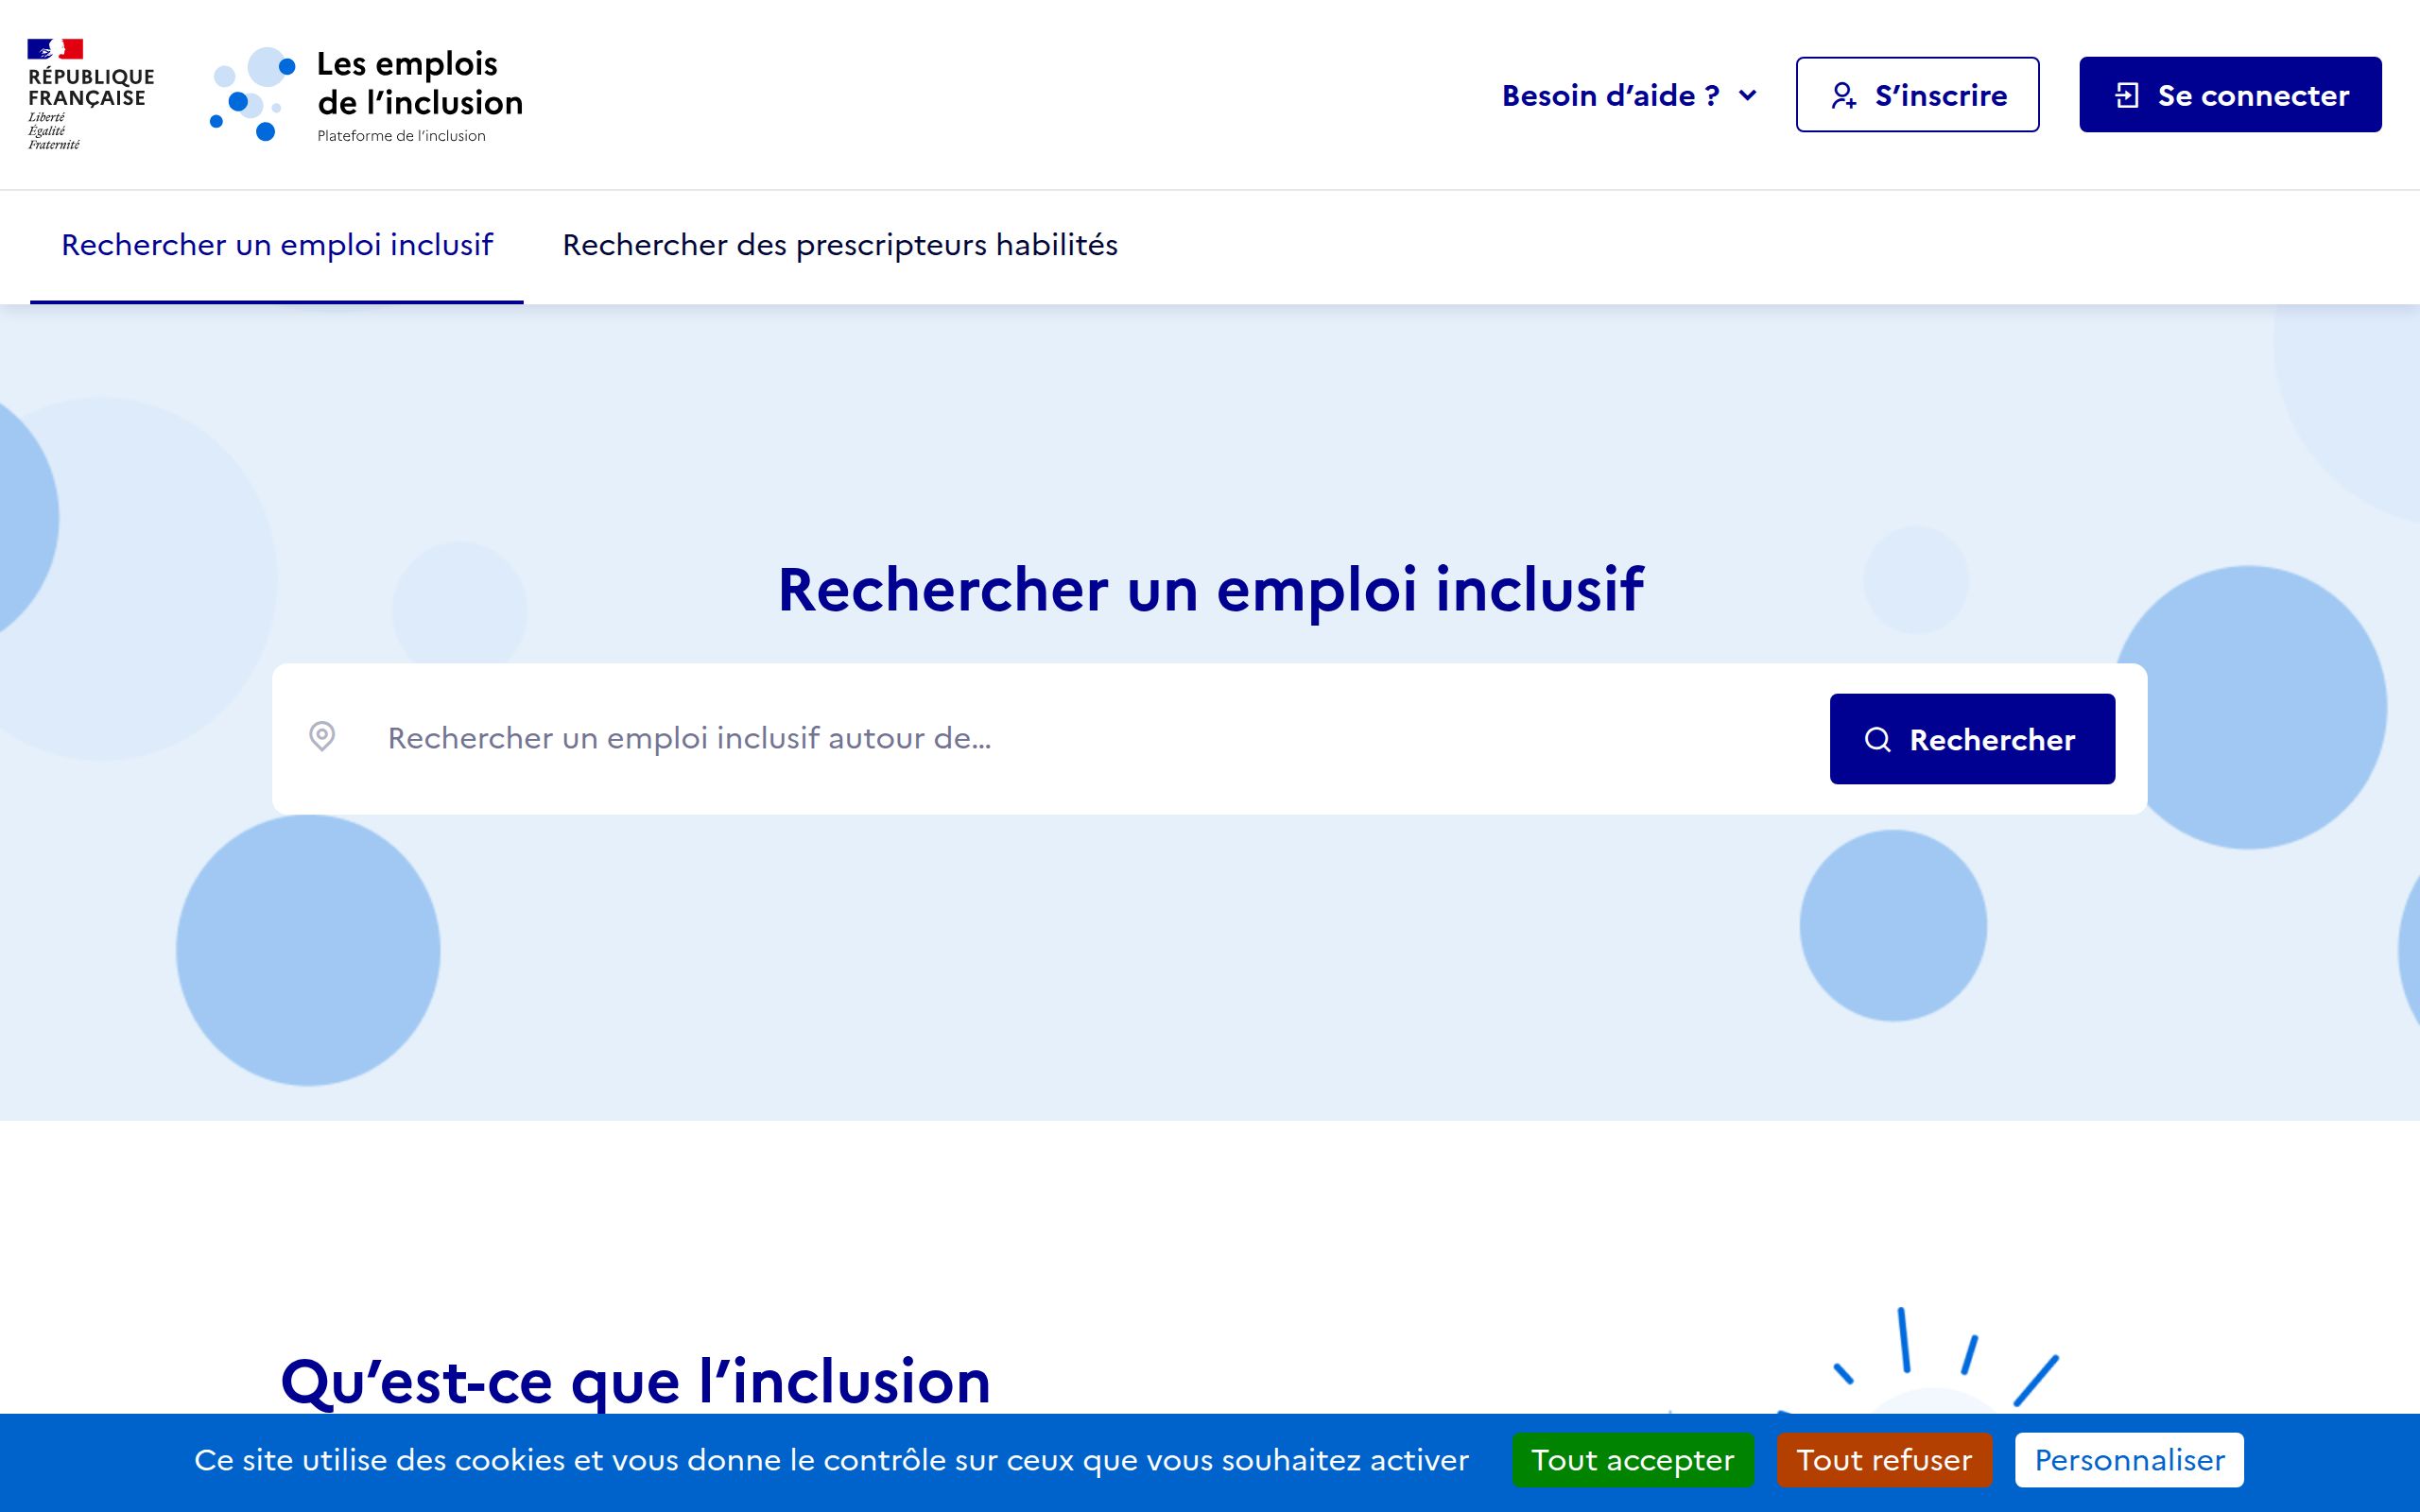 RÉPUBLIQUE
FRANÇAISE
Liberté
Égalité
Fraternité
Les emplois
de l’inclusion
Plateforme de l’inclusion
Besoin d’aide ?
S’inscrire
Se connecter
Rechercher un emploi inclusif
Rechercher des prescripteurs habilités
Rechercher un emploi inclusif
Rechercher un emploi inclusif autour de...
Rechercher
Qu’est-ce que l’inclusion
Ce site utilise des cookies et vous donne le contrôle sur ceux que vous souhaitez activer
Tout accepter
Tout refuser
Personnaliser